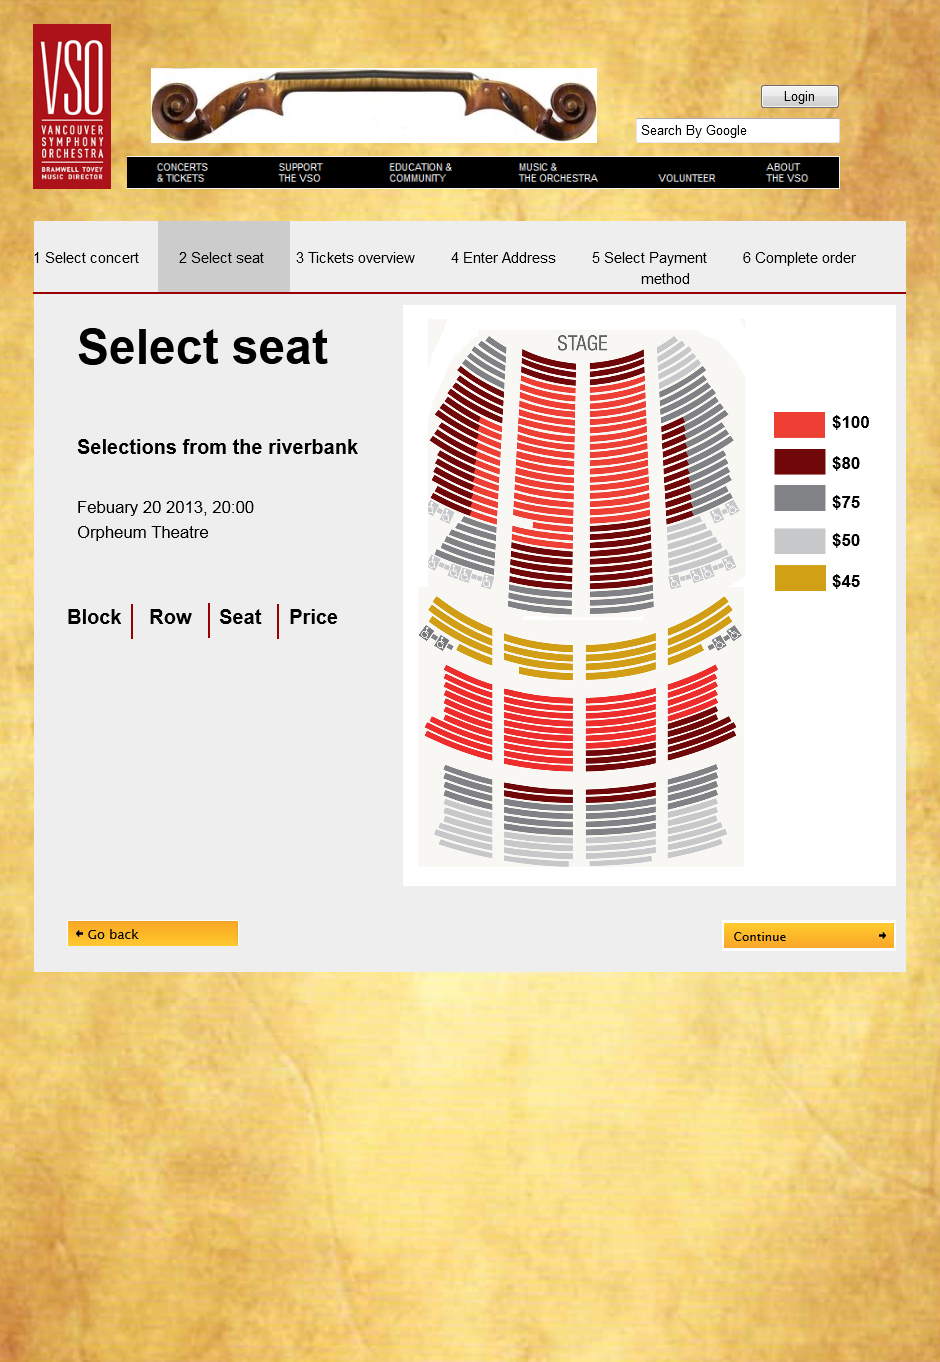 VSO
VANCOUVER
SYMPHONY
ORCHESTRA
BRAMWELL TOVEY
MUSIC DIRECTOR
Login
Search By Google
CONCERTS
& TICKETS
SUPPORT
THE VSO
EDUCATION &
COMMUNITY
MUSIC &
THE ORCHESTRA
VOLUNTEER
ABOUT
THE VSO
1 Select concert
2 Select seat
3 Tickets overview
4 Enter Address
5 Select Payment
method
6 Complete order
Select seat
Selections from the riverbank
Febuary 20 2013, 20:00
Orpheum Theatre
Block
Row
Seat
Price
STAGE
$100
$80
$75
$50
$45
Go back
Continue